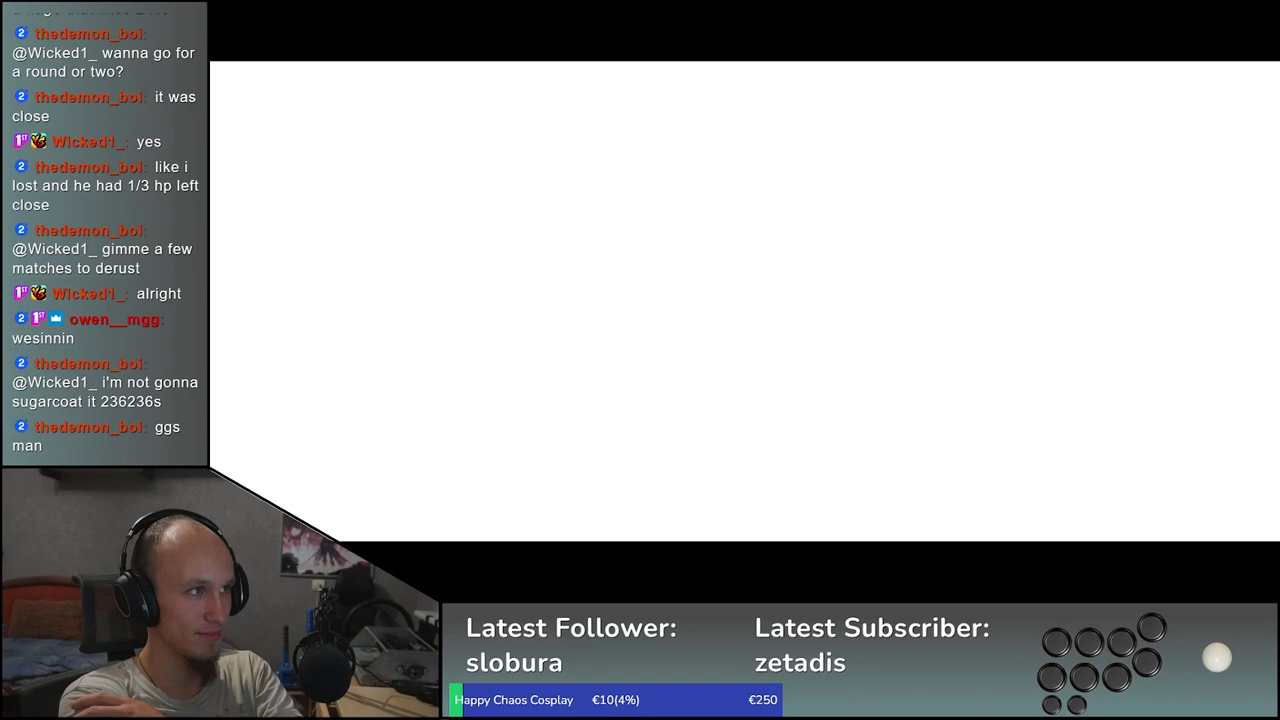 thedemon_boi:
@Wicked1_ wanna go for
a round or two?
thedemon_boi: it was
close
Wicked1_: yes
thedemon_boi: like i
lost and he had 1/3 hp left
close
thedemon_boi:
@Wicked1_ gimme a few
matches to derust
Wicked1_: alright
owen__mgg:
wesinnin
thedemon_boi:
@Wicked1_ i'm not gonna
sugarcoat it 236236s
thedemon_boi: ggs
man
Latest Follower:
slobura
Latest Subscriber:
zetadis
Happy Chaos Cosplay €10(4%) €250